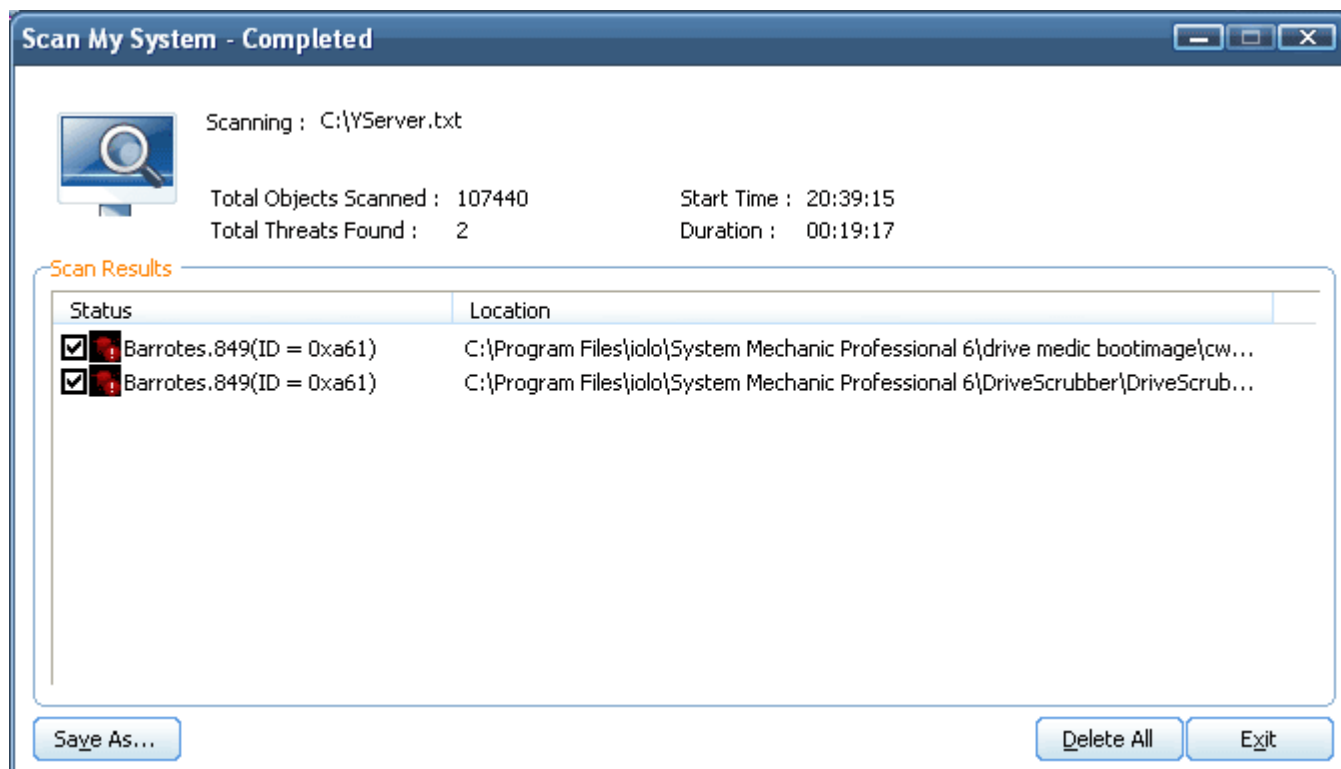 Scan My System - Completed
Scanning : C:\YServer.txt
Total Objects Scanned : 107440 Start Time : 20:39:15
Total Threats Found : 2 Duration : 00:19:17
Scan Results
Status Location
Barrotes.849(ID = 0xa61) C:\Program Files\iolo\System Mechanic Professional 6\drive medic bootimage\cw...
Barrotes.849(ID = 0xa61) C:\Program Files\iolo\System Mechanic Professional 6\DriveScrubber\DriveScrub...
Save As... Delete All Exit